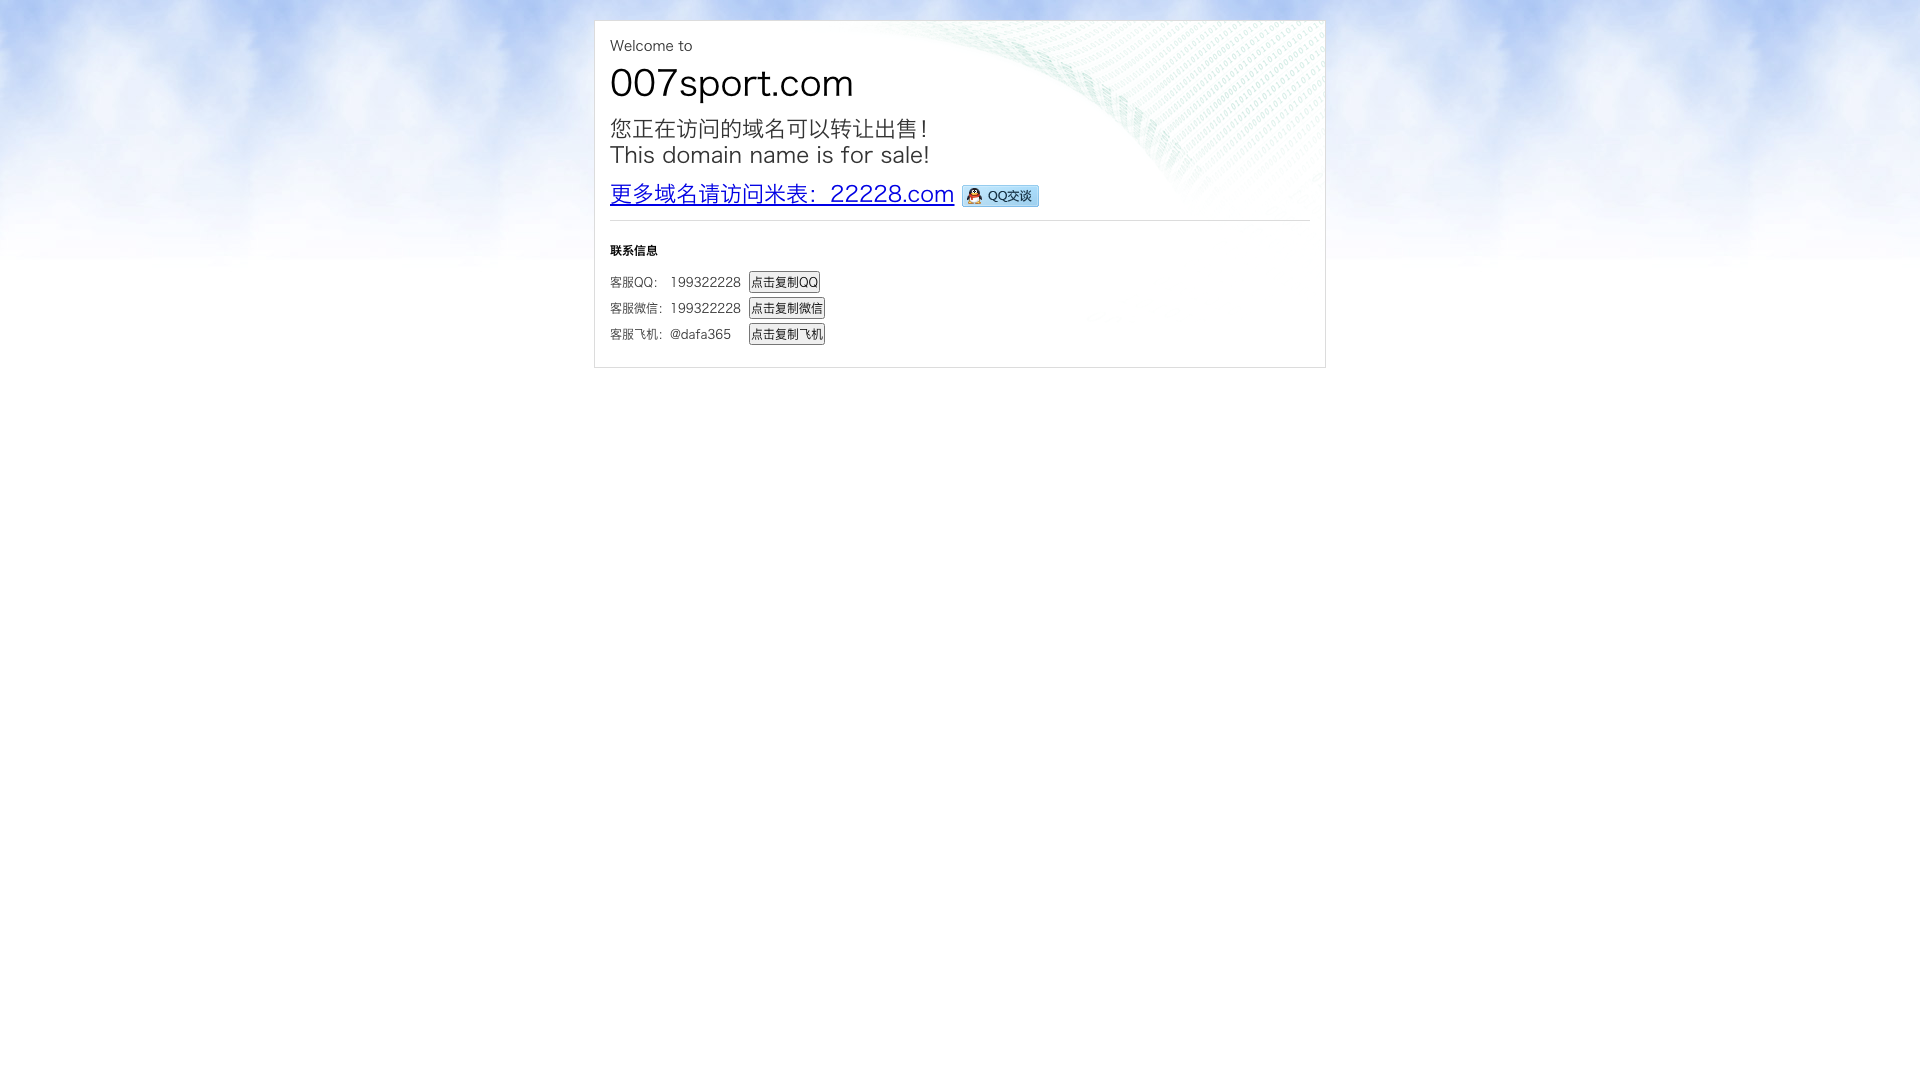 Welcome to
007sport.com
您正在访问的域名可以转让出售！
This domain name is for sale!
更多域名请访问米表：22228.com QQ交谈
联系信息
客服QQ： 199322228 点击复制QQ
客服微信：199322228 点击复制微信
客服飞机：@dafa365 点击复制飞机